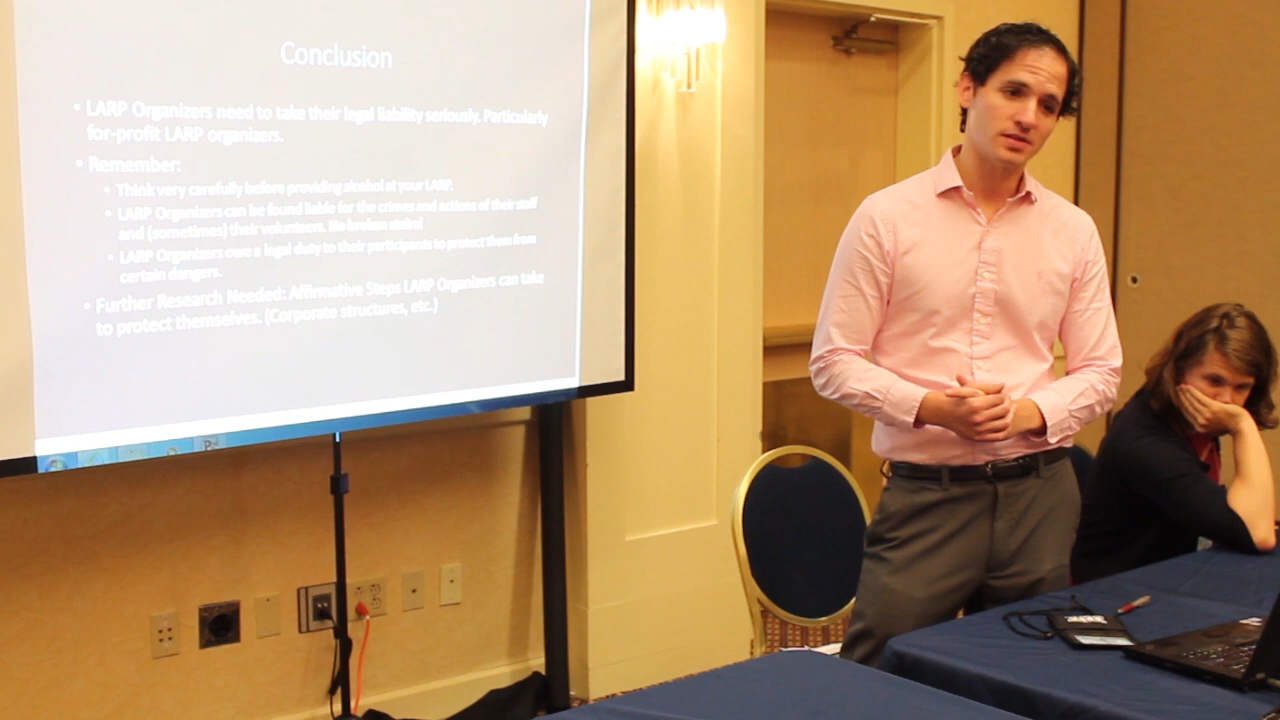 Conclusion
• LARP Organizers need to take their legal liability seriously. Particularly
for-profit LARP organizers.
• Remember:
• Think very carefully before providing alcohol at your LARP.
• LARP Organizers can be found liable for the crimes and actions of their staff
and (sometimes) their volunteers. No broken stairs!
• LARP Organizers owe a legal duty to their participants to protect them from
certain dangers.
• Further Research Needed: Affirmative Steps LARP Organizers can take
to protect themselves. (Corporate structures, etc.)